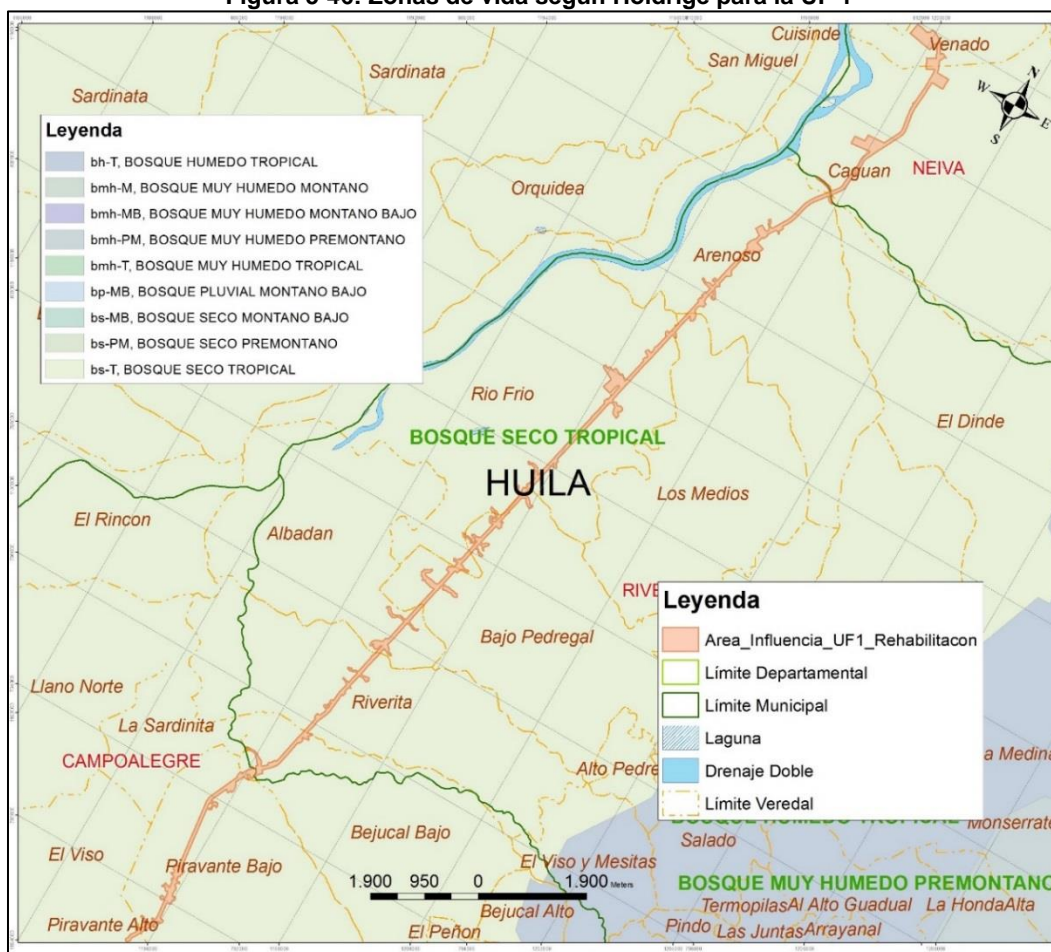 Figura 3-40. Zonas de vida según Holdrige para la UF 1
Cuisinde
Venado
Sardinata
San Miguel
Sardinata
N
W
E
S
Leyenda
bh-T, BOSQUE HUMEDO TROPICAL
bmh-M, BOSQUE MUY HUMEDO MONTANO
bmh-MB, BOSQUE MUY HUMEDO MONTANO BAJO
bmh-PM, BOSQUE MUY HUMEDO PREMONTANO
bmh-T, BOSQUE MUY HUMEDO TROPICAL
bp-MB, BOSQUE PLUVIAL MONTANO BAJO
bs-MB, BOSQUE SECO MONTANO BAJO
bs-PM, BOSQUE SECO PREMONTANO
bs-T, BOSQUE SECO TROPICAL
Caguan
NEIVA
Orquidea
Arenoso
Rio Frio
El Dinde
BOSQUE SECO TROPICAL
HUILA
Los Medios
El Rincon
Albadan
Bajo Pedregal
Llano Norte
Riverita
La Sardinita
CAMPOALEGRE
Leyenda
Area_Influencia_UF1_Rehabilitacon
Límite Departamental
Límite Municipal
Laguna
Drenaje Doble
Límite Veredal
Alto Pedre
a Medina
BOSQUE HUMEDO TROPICAL
Monserrate
Bejucal Bajo
Salado
El Viso
Piravante Bajo
El Viso y Mesitas
BOSQUE MUY HUMEDO PREMONTANO
1.900 950 0 1.900 Meters
Termopilas
Al Alto Guadual
La Honda
Alta
Piravante Alto
Bejucal Alto
El Peñon
Pindo
Las Juntas
Arrayanal